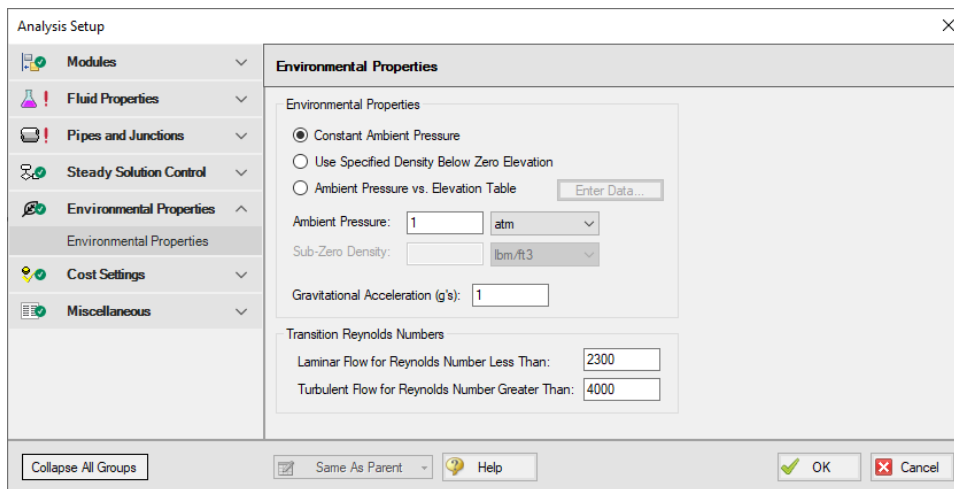 Analysis Setup
Modules
Fluid Properties
Pipes and Junctions
Steady Solution Control
Environmental Properties
Environmental Properties
Cost Settings
Miscellaneous
Collapse All Groups
Environmental Properties
Environmental Properties
Constant Ambient Pressure
Use Specified Density Below Zero Elevation
Ambient Pressure vs. Elevation Table Enter Data...
Ambient Pressure: 1 atm
Sub-Zero Density: lbm/ft3
Gravitational Acceleration (g's): 1
Transition Reynolds Numbers
Laminar Flow for Reynolds Number Less Than: 2300
Turbulent Flow for Reynolds Number Greater Than: 4000
Same As Parent Help OK Cancel